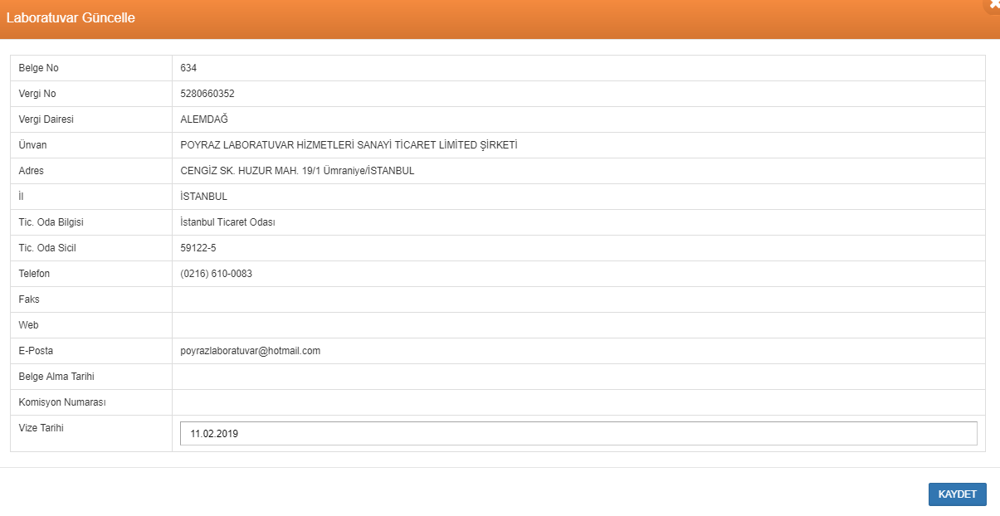 Laboratuvar Güncelle
Belge No 634
Vergi No 5280660352
Vergi Dairesi ALEMDAĞ
Ünvan POYRAZ LABORATUVAR HİZMETLERİ SANAYİ TİCARET LİMİTED ŞİRKETİ
Adres CENGİZ SK. HUZUR MAH. 19/1 Ümraniye/İSTANBUL
İl İSTANBUL
Tic. Oda Bilgisi İstanbul Ticaret Odası
Tic. Oda Sicil 59122-5
Telefon (0216) 610-0083
Faks
Web
E-Posta poyrazlaboratuvar@hotmail.com
Belge Alma Tarihi
Komisyon Numarası
Vize Tarihi 11.02.2019
KAYDET